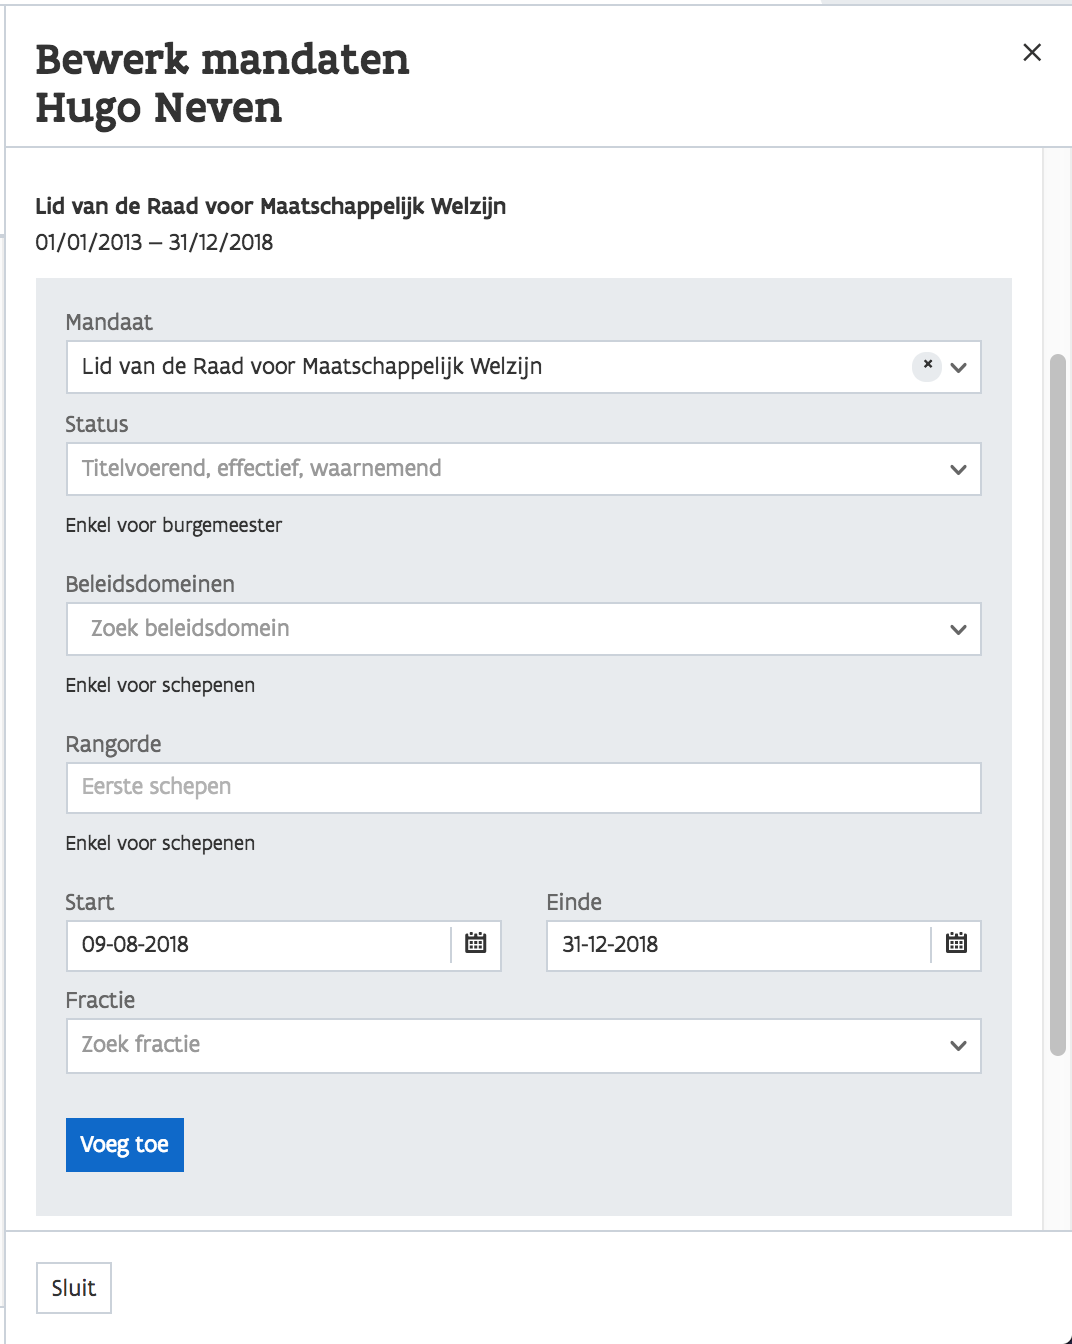 Bewerk mandaten
Hugo Neven
Lid van de Raad voor Maatschappelijk Welzijn
01/01/2013 – 31/12/2018
Mandaat
Lid van de Raad voor Maatschappelijk Welzijn
Status
Titelvoerend, effectief, waarnemend
Enkel voor burgemeester
Beleidsdomeinen
Zoek beleidsdomein
Enkel voor schepenen
Rangorde
Eerste schepen
Enkel voor schepenen
Start
Einde
09-08-2018
31-12-2018
Fractie
Zoek fractie
Voeg toe
Sluit